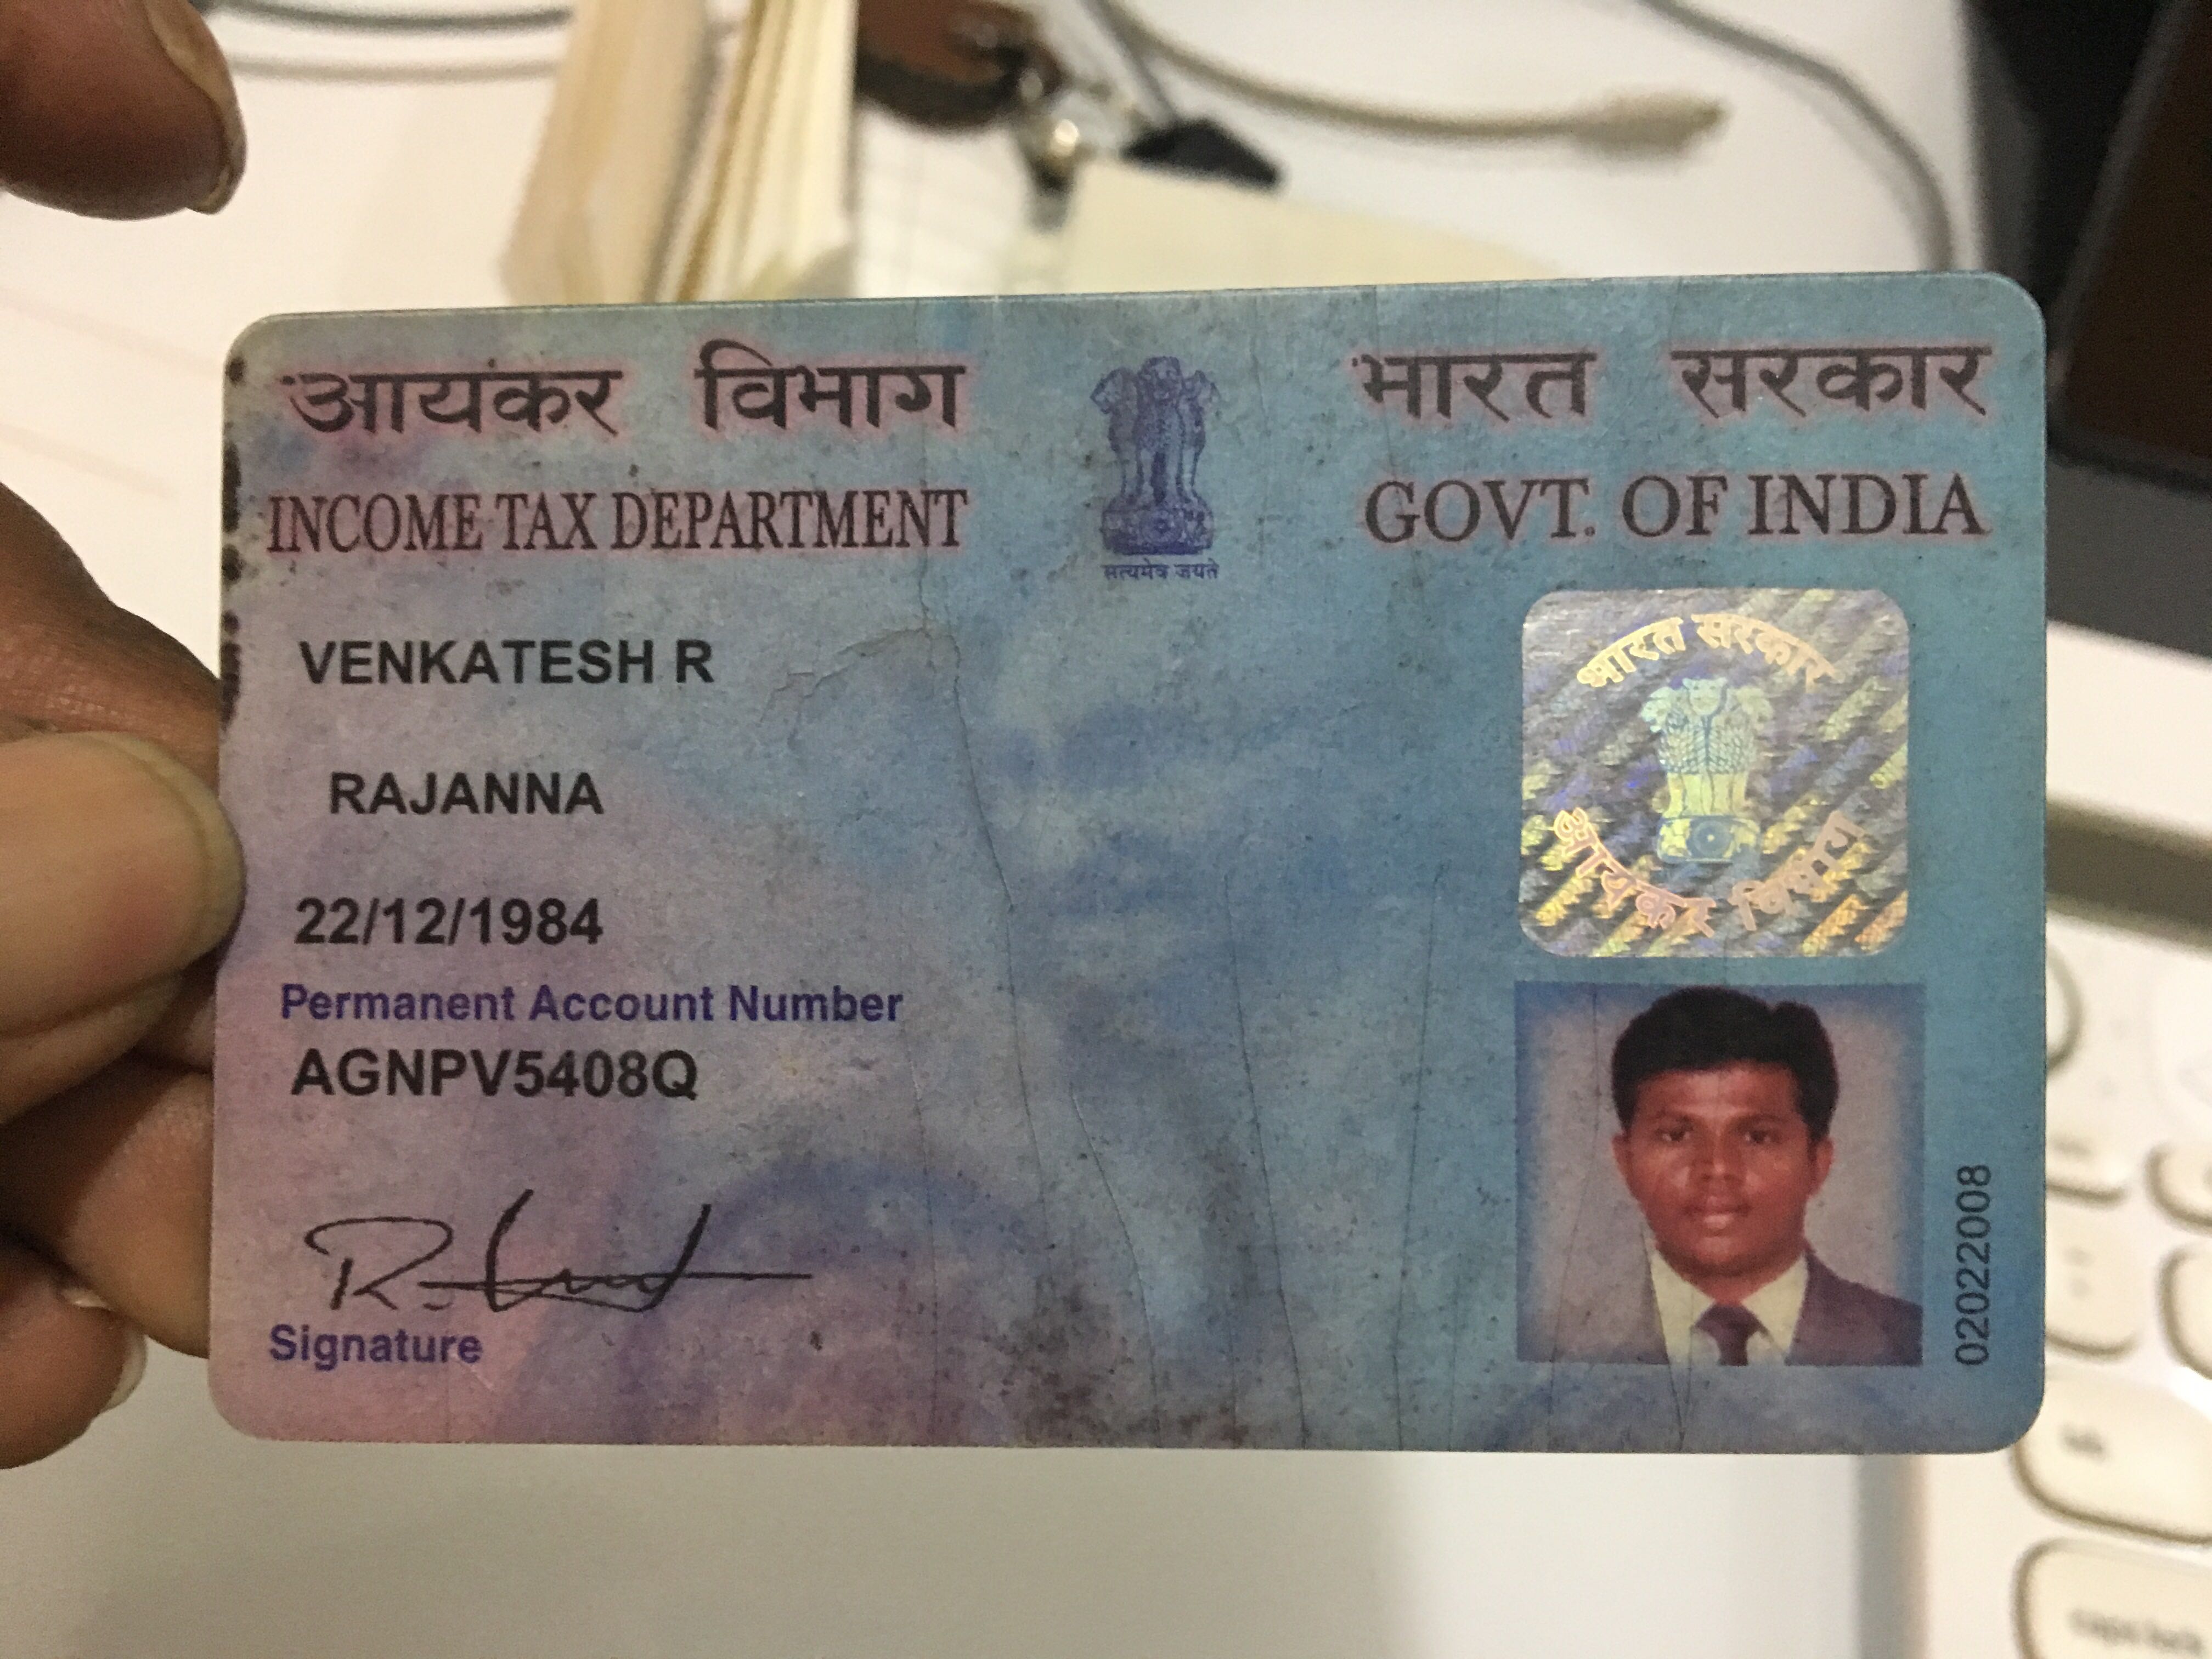 आयकर विभाग
INCOME TAX DEPARTMENT
सत्यमेव जयते
भारत सरकार
GOVT. OF INDIA
VENKATESH R
RAJANNA
22/12/1984
Permanent Account Number
AGNPV5408Q
Signature
भारत सरकार
आयकर विभाग
02022008